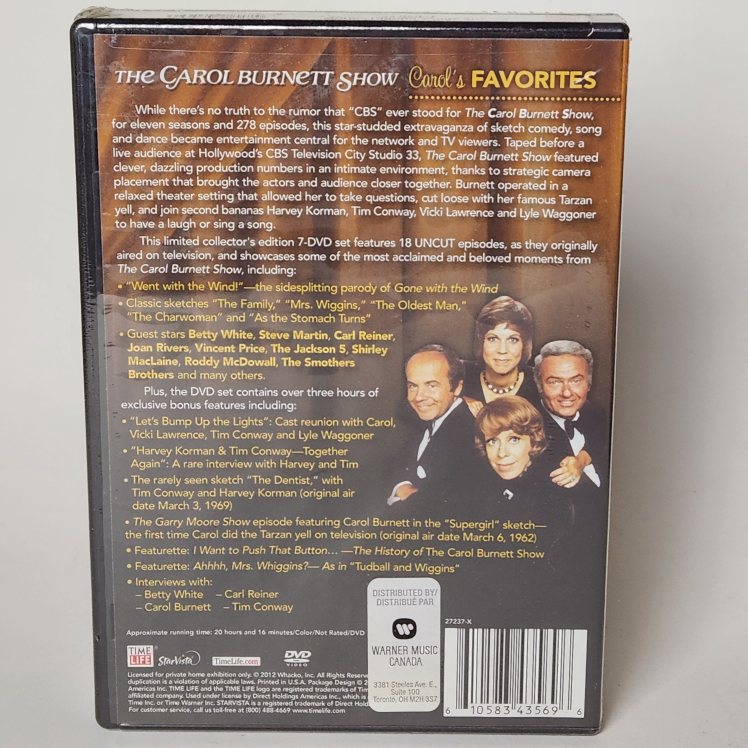 THE CAROL BURNETT SHOW Carol's FAVORITES
While there's no truth to the rumor that "CBS" ever stood for The Carol Burnett Show,
for eleven seasons and 278 episodes, this star-studded extravaganza of sketch comedy, song
and dance became entertainment central for the network and TV viewers. Taped before a
live audience at Hollywood's CBS Television City Studio 33, The Carol Burnett Show featured
clever, dazzling production numbers in an intimate environment, thanks to strategic camera
placement that brought the actors and audience closer together. Burnett operated in a
relaxed theater setting that allowed her to take questions, cut loose with her famous Tarzan
yell, and join second bananas Harvey Korman, Tim Conway, Vicki Lawrence and Lyle Waggoner
to have a laugh or sing a song.
This limited collector's edition 7-DVD set features 18 UNCUT episodes, as they originally
aired on television, and showcases some of the most acclaimed and beloved moments from
The Carol Burnett Show, including:
• "Went with the Wind!"—the sidesplitting parody of Gone with the Wind
• Classic sketches "The Family," "Mrs. Wiggins," "The Oldest Man,"
"The Charwoman" and "As the Stomach Turns"
• Guest stars Betty White, Steve Martin, Carl Reiner,
Joan Rivers, Vincent Price, The Jackson 5, Shirley
MacLaine, Roddy McDowall, The Smothers
Brothers and many others.
Plus, the DVD set contains over three hours of
exclusive bonus features including:
• "Let's Bump Up the Lights": Cast reunion with Carol,
Vicki Lawrence, Tim Conway and Lyle Waggoner
• "Harvey Korman & Tim Conway—Together
Again": A rare interview with Harvey and Tim
• The rarely seen sketch "The Dentist," with
Tim Conway and Harvey Korman (original air
date March 3, 1969)
• The Garry Moore Show episode featuring Carol Burnett in the "Supergirl" sketch—
the first time Carol did the Tarzan yell on television (original air date March 6, 1962)
• Featurette: I Want to Push That Button... —The History of The Carol Burnett Show
• Featurette: Ahhhh, Mrs. Whiggins?— As in "Tudball and Wiggins"
• Interviews with:
– Betty White – Carl Reiner
– Carol Burnett – Tim Conway
Approximate running time: 20 hours and 16 minutes/Color/Not Rated/DVD
TIME LIFE StarVista TimeLife.com DVD VIDEO
Licensed for private home exhibition only. © 2012 Whacko, Inc. All Rights
duplication is a violation of applicable laws. Printed in U.S.A. Package Design © 2
Americas Inc. TIME LIFE and the TIME LIFE logo are registered trademarks of Tim
affiliated company. Used under license by Direct Holdings Americas Inc., which is
Time Inc. or Time Warner Inc. STARVISTA is a registered trademark of Direct Hold
For customer service, call us toll-free at (800) 488-4669 www.timelife.com
DISTRIBUTED BY/
DISTRIBUÉ PAR
WARNER MUSIC
CANADA
3381 Steeles Ave. E.,
Suite 100
Toronto, OH M2H 3S7
27237-X
6 10583 43569 6